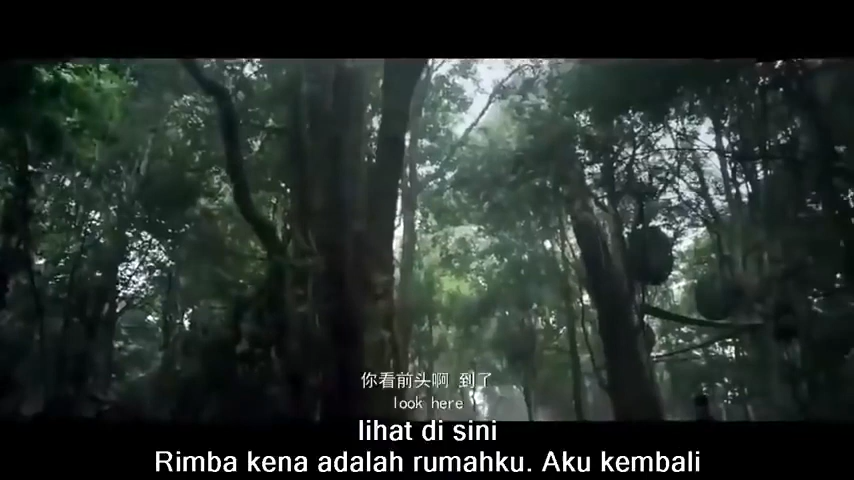 你看前头啊 到了
look here
lihat di sini
Rimba kena adalah rumahku. Aku kembali